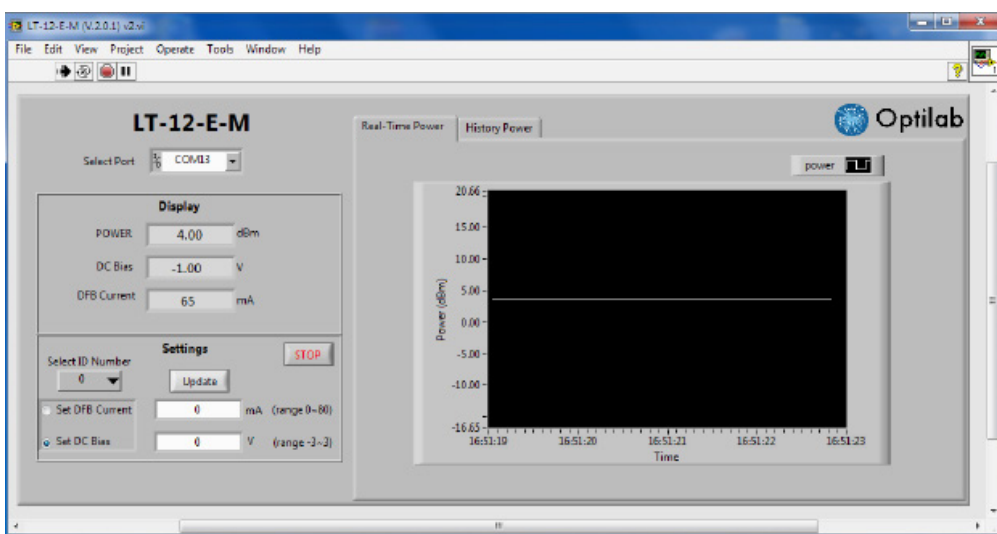 LT-12-E-M (V.2.0.1) v2.vi
File Edit View Project Operate Tools Window Help
LT-12-E-M
Select Port COM13
Display
POWER 4.00 dBm
DC Bias -1.00 V
DFB Current 65 mA
Settings
STOP
Select ID Number
0
Update
Set DFB Current 0 mA (range 0~80)
Set DC Bias 0 V (range -3~3)
Real-Time Power History Power
Optilab
power
20.66
15.00
10.00
5.00
0.00
-5.00
-10.00
-16.65
Power (dBm)
16:51:19 16:51:20 16:51:21 16:51:22 16:51:23
Time